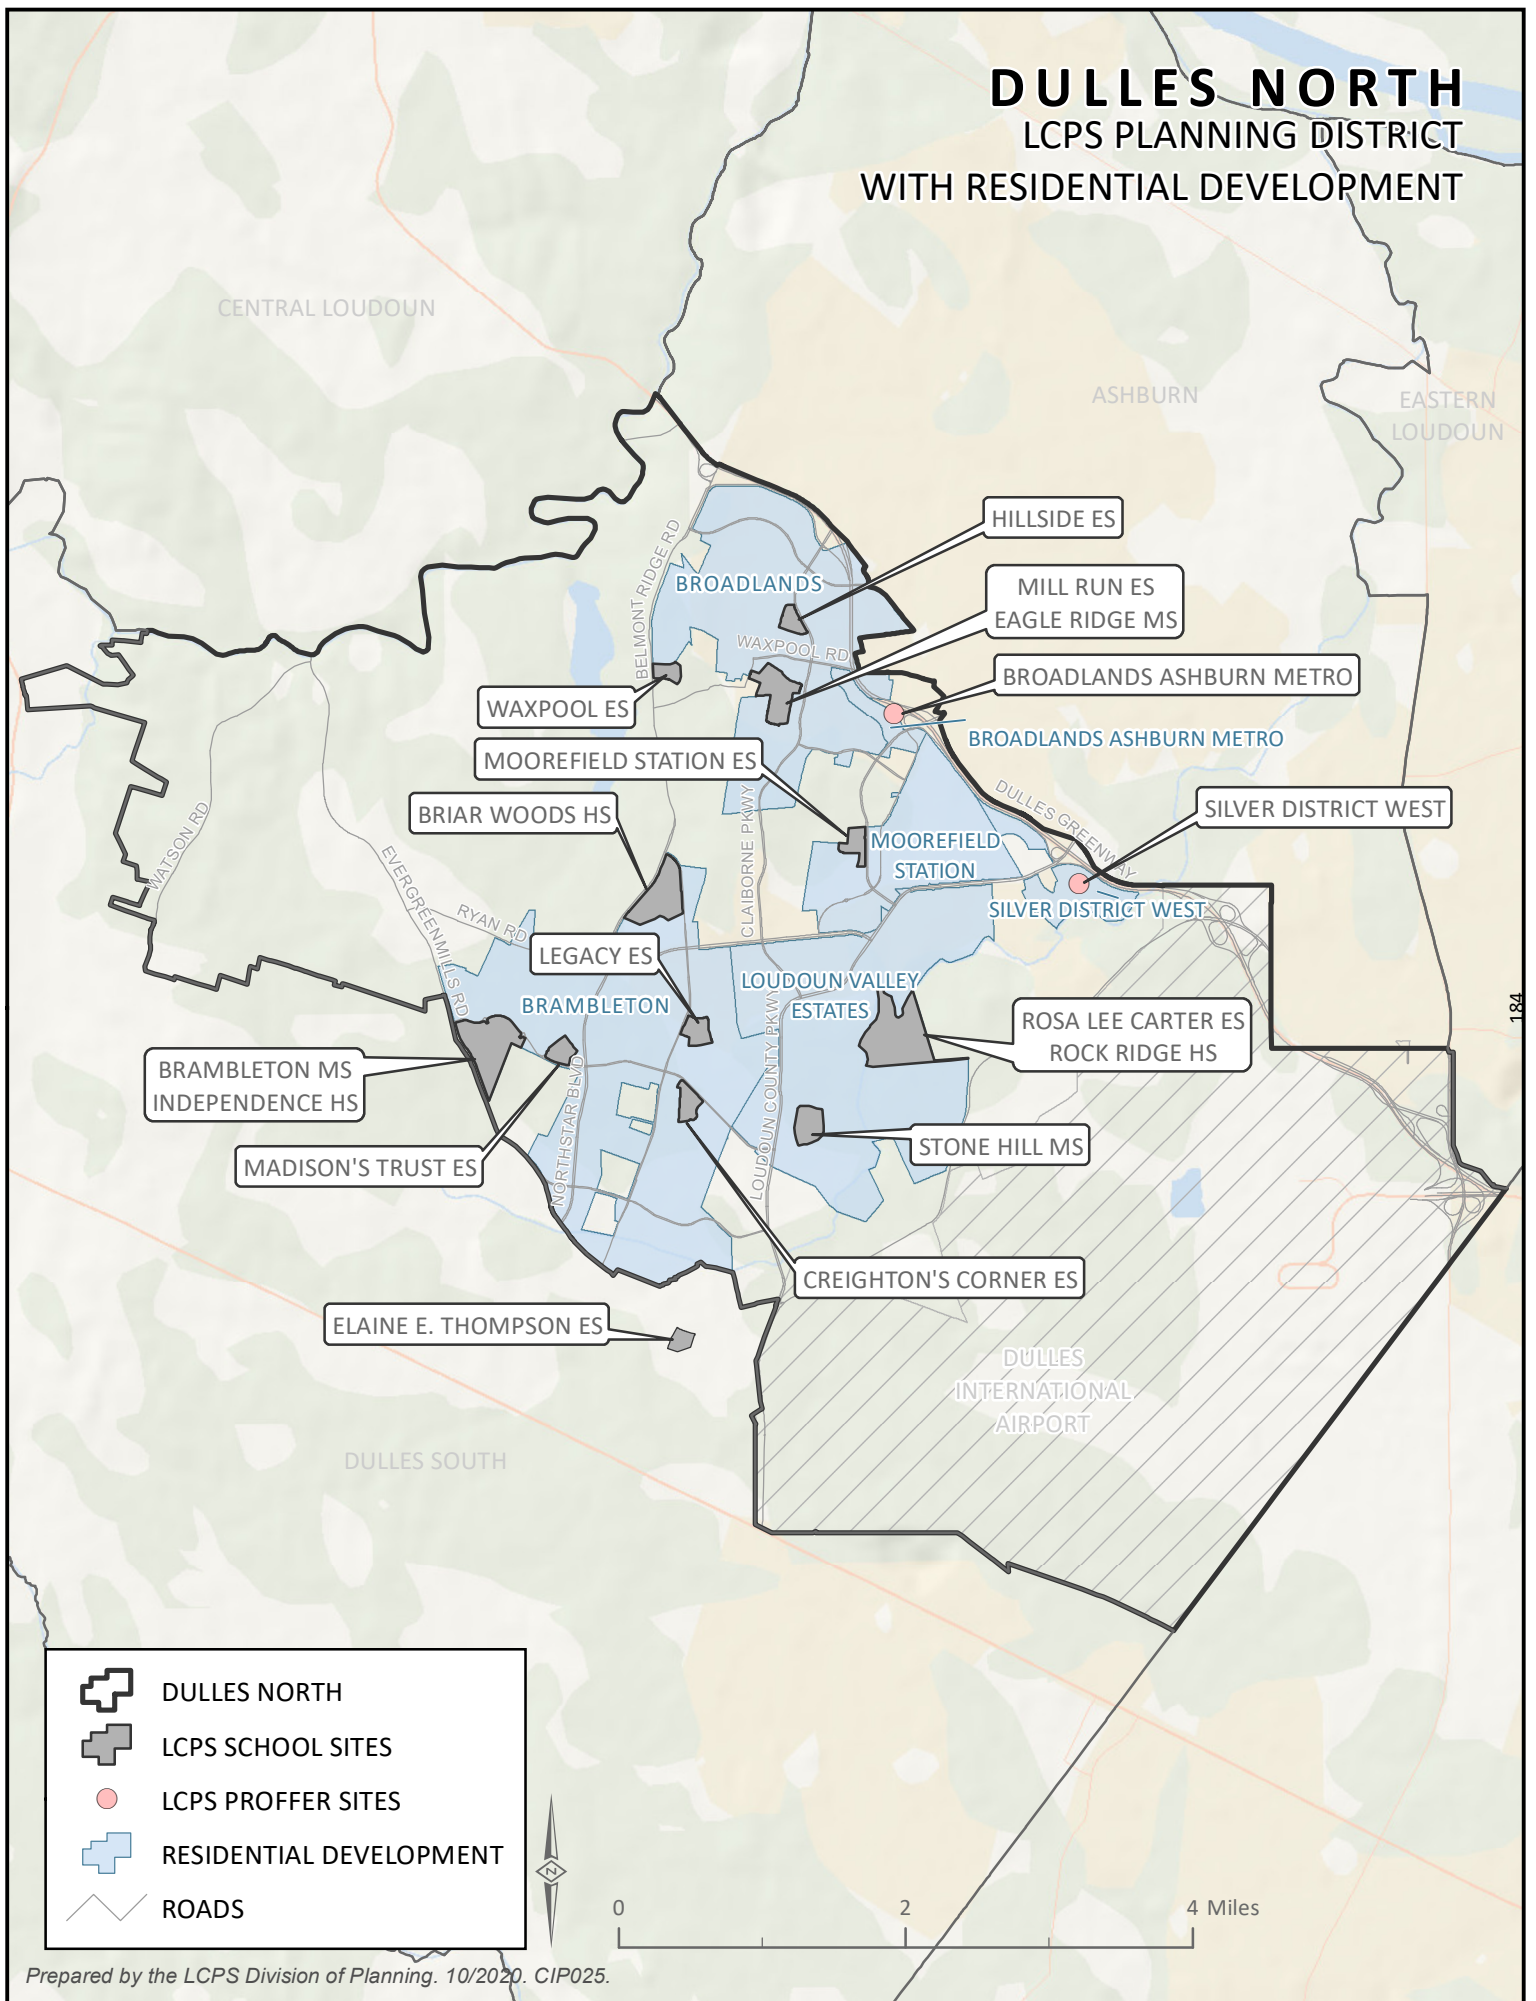 DULLES NORTH
LCPS PLANNING DISTRICT
WITH RESIDENTIAL DEVELOPMENT
CENTRAL LOUDOUN
ASHBURN
EASTERN
LOUDOUN
HILLSIDE ES
BROADLANDS
MILL RUN ES
EAGLE RIDGE MS
BELMONT RIDGE RD
WAXPOOL RD
BROADLANDS ASHBURN METRO
WAXPOOL ES
BROADLANDS ASHBURN METRO
MOOREFIELD STATION ES
DULLES GREENWAY
SILVER DISTRICT WEST
BRIAR WOODS HS
CLAIBORNE PKWY
WATSON RD
MOOREFIELD
STATION
EVERGREENMILLS RD
RYAN RD
SILVER DISTRICT WEST
LEGACY ES
LOUDOUN VALLEY
ESTATES
BRAMBLETON
184
ROSA LEE CARTER ES
ROCK RIDGE HS
BRAMBLETON MS
INDEPENDENCE HS
LOUDOUN COUNTY PKWY
NORTHSTAR BLVD
STONE HILL MS
MADISON'S TRUST ES
CREIGHTON'S CORNER ES
ELAINE E. THOMPSON ES
DULLES
INTERNATIONAL
AIRPORT
DULLES SOUTH
DULLES NORTH
LCPS SCHOOL SITES
LCPS PROFFER SITES
RESIDENTIAL DEVELOPMENT
ROADS
N
0 2 4 Miles
Prepared by the LCPS Division of Planning. 10/2020. CIP025.